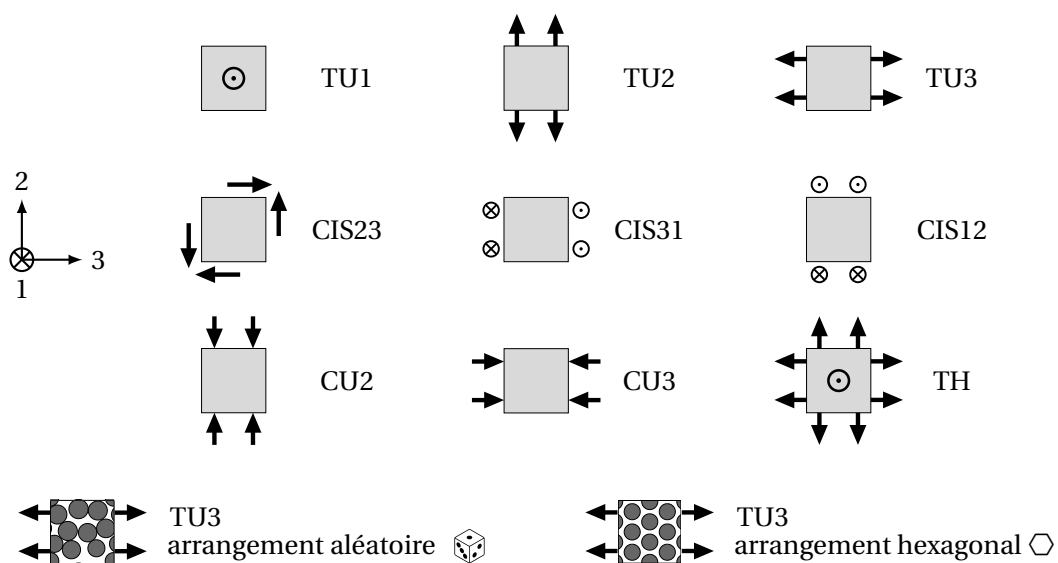 TU1
TU2
TU3
2
3
1
CIS23
CIS31
CIS12
CU2
CU3
TH
TU3
arrangement aléatoire
TU3
arrangement hexagonal